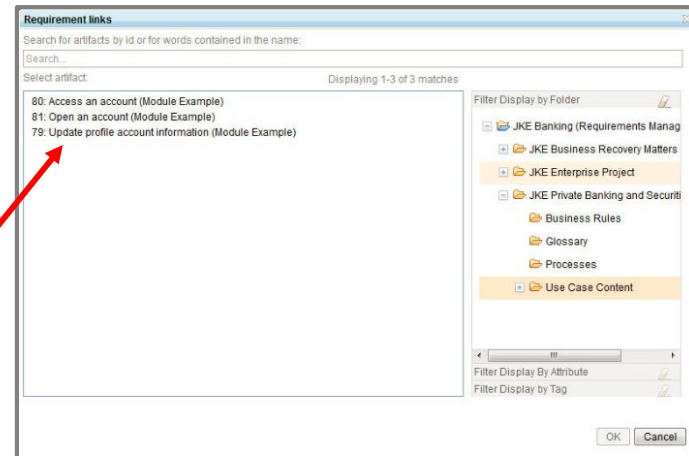 Requirement links
Search for artifacts by id or for words contained in the name:
Search...
Select artifact:
Displaying 1-3 of 3 matches
80: Access an account (Module Example)
81: Open an account (Module Example)
79: Update profile account information (Module Example)
Filter Display by Folder
JKE Banking (Requirements Manag
JKE Business Recovery Matters
JKE Enterprise Project
JKE Private Banking and Securiti
Business Rules
Glossary
Processes
Use Case Content
Filter Display By Attribute
Filter Display by Tag
OK
Cancel